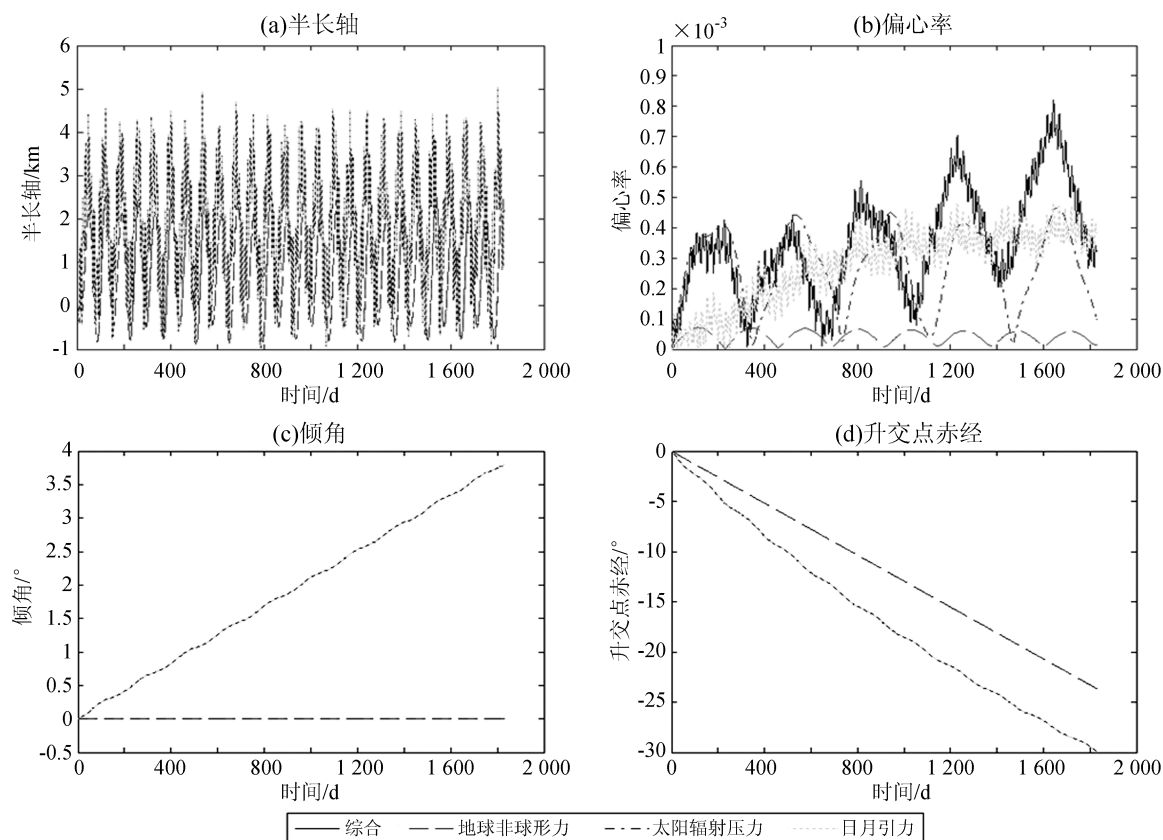 (a)半长轴
6
5
4
3
2
1
0
-1
半长轴/km
0 400 800 1 200 1 600 2 000
时间/d
(b)偏心率
×10-3
1
0.9
0.8
0.7
0.6
0.5
0.4
0.3
0.2
0.1
0
偏心率
0 400 800 1 200 1 600 2 000
时间/d
(c)倾角
4
3.5
3
2.5
2
1.5
1
0.5
0
-0.5
倾角/°
0 400 800 1 200 1 600 2 000
时间/d
(d)升交点赤经
0
-5
-10
-15
-20
-25
-30
升交点赤经/°
0 400 800 1 200 1 600 2 000
时间/d
综合 地球非球形力 太阳辐射压力 日月引力